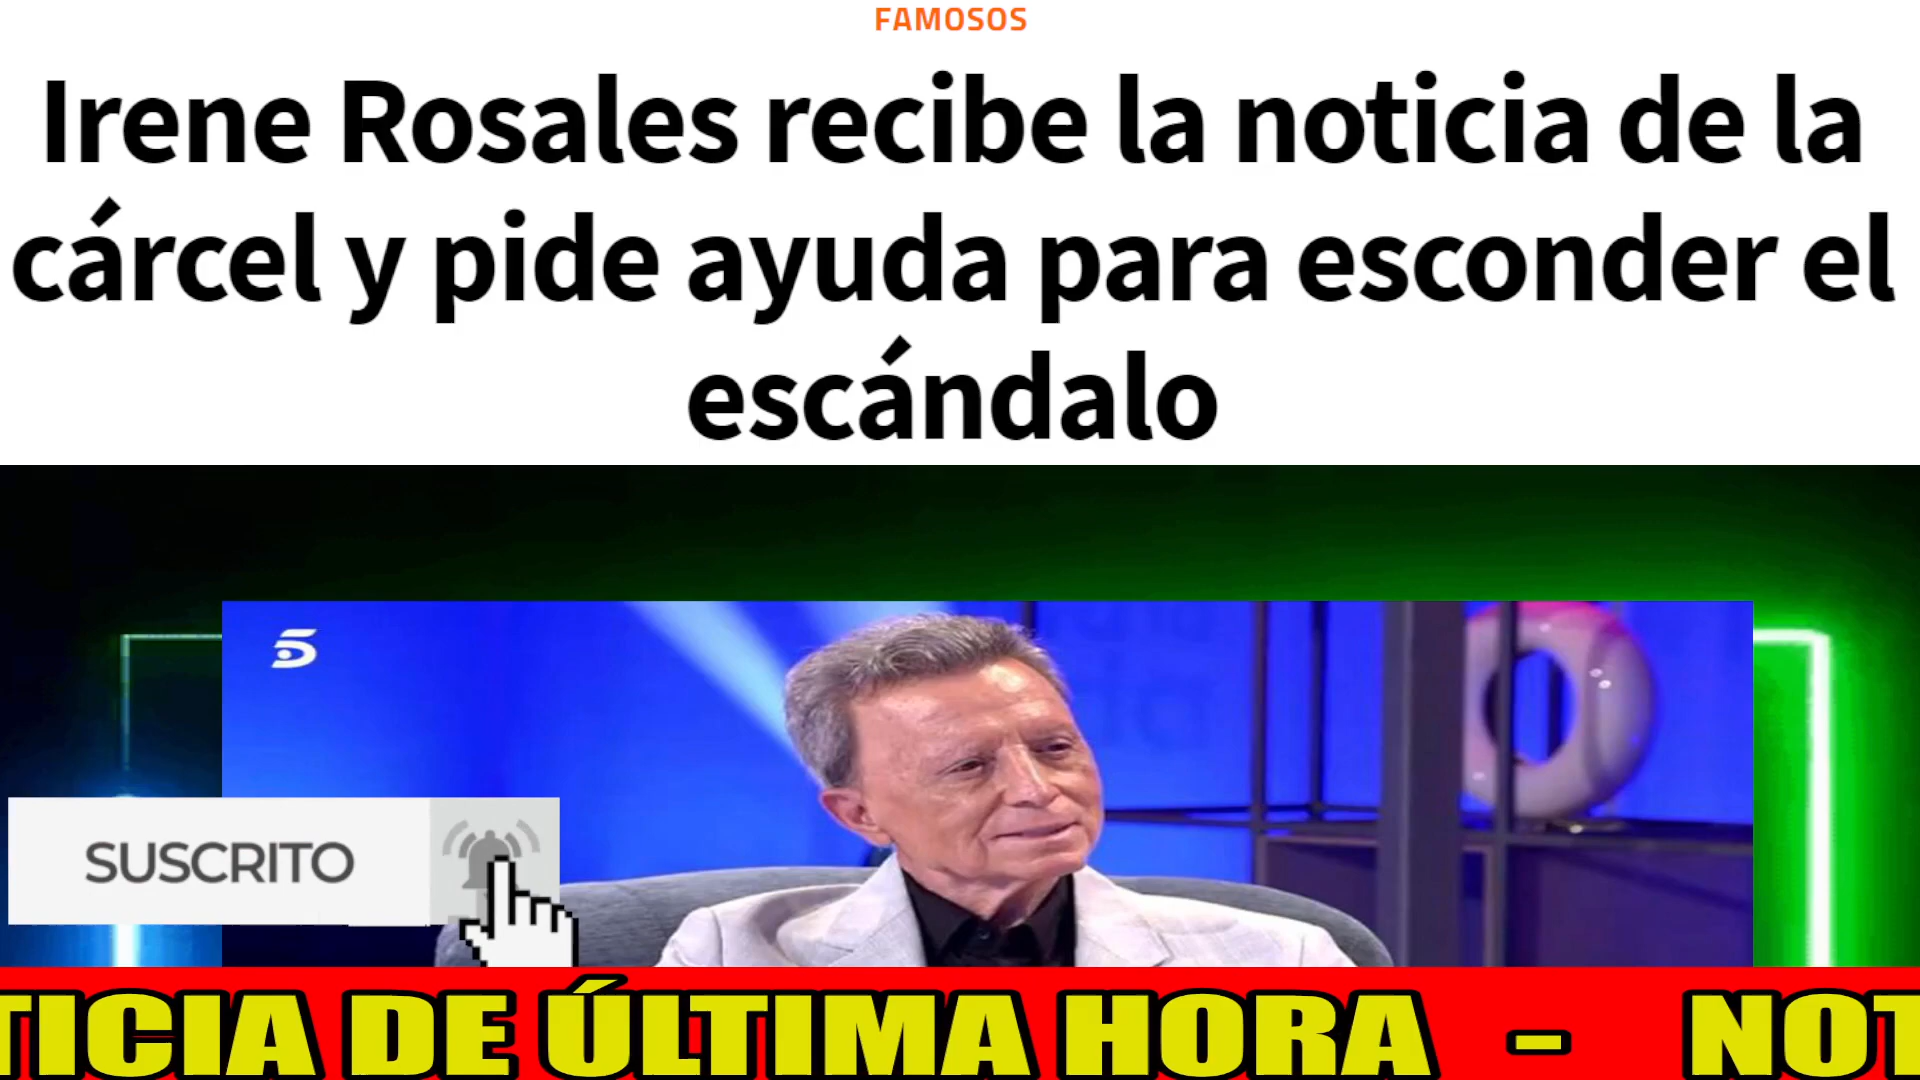 FAMOSOS
Irene Rosales recibe la noticia de la
cárcel y pide ayuda para esconder el
escándalo
5
SUSCRITO
TICIA DE ÚLTIMA HORA - NOT